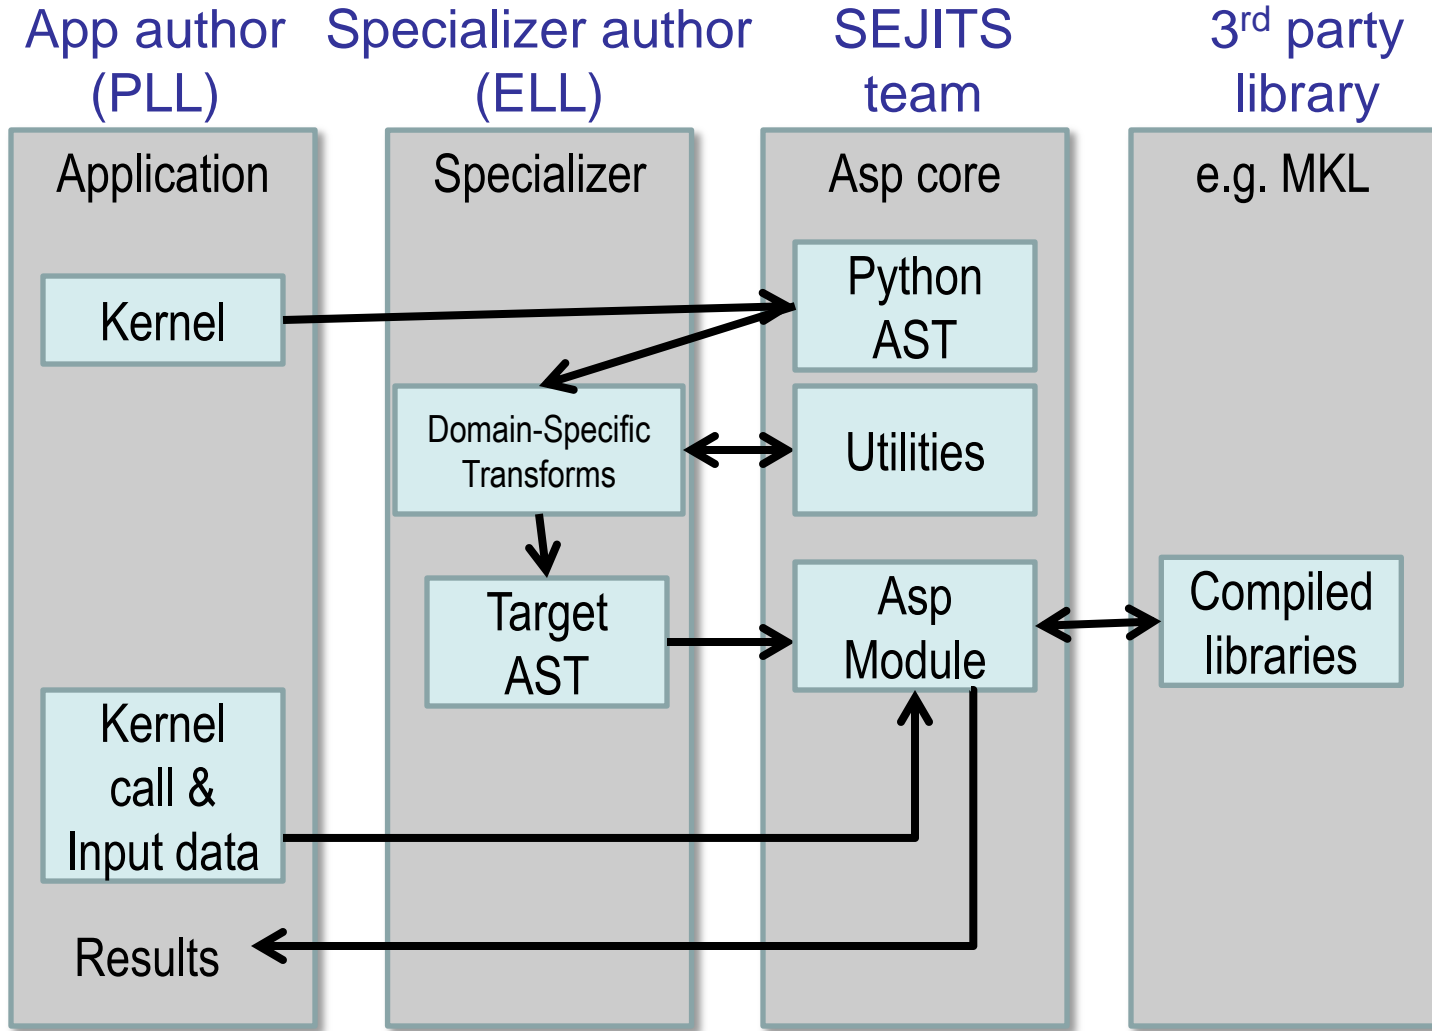 App author
(PLL)
Specializer author
(ELL)
SEJITS
team
3rd party
library
Application
Kernel
Kernel
call &
Input data
Results
Specializer
Domain-Specific
Transforms
Target
AST
Asp core
Python
AST
Utilities
Asp
Module
e.g. MKL
Compiled
libraries